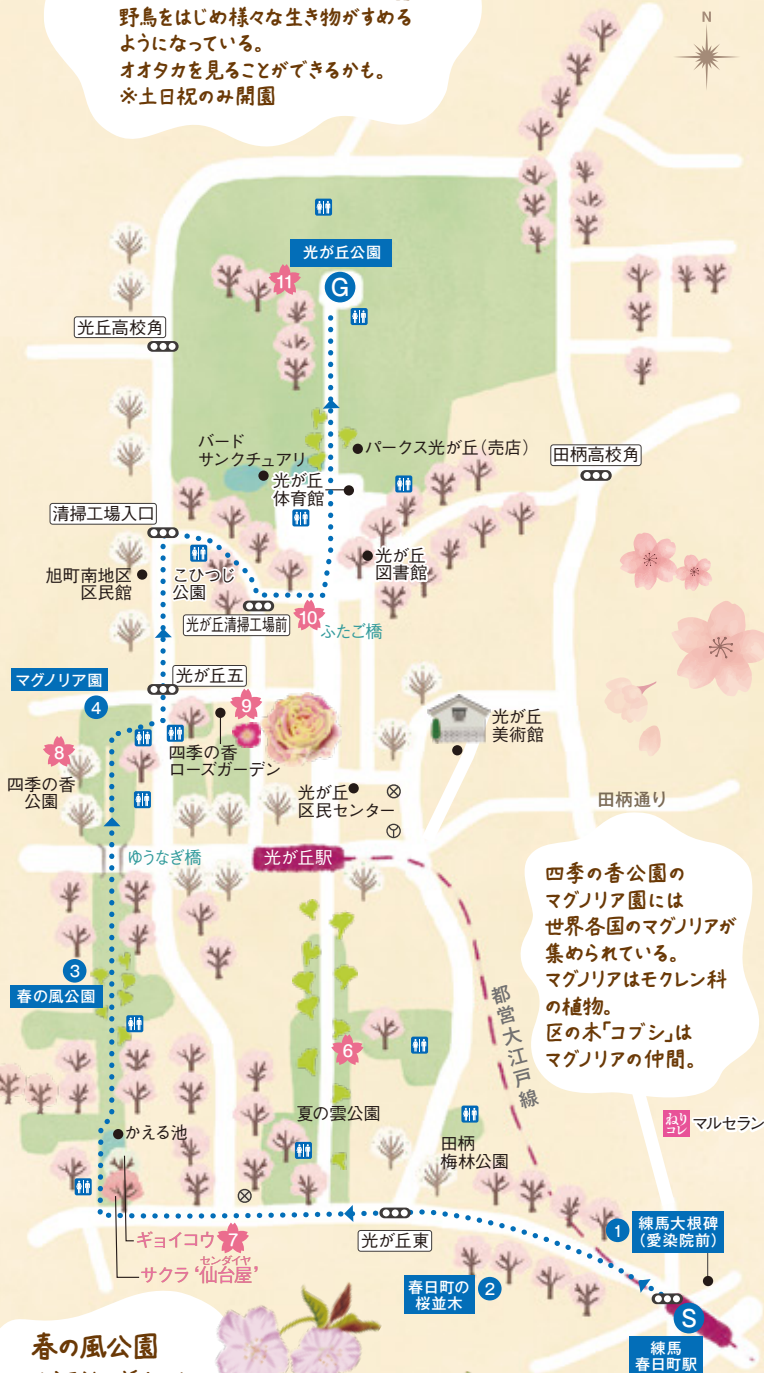 野鳥をはじめ様々な生き物がすめる
ようになっている。
オオタカを見ることができるかも。
※土日祝のみ開園
N
光が丘公園
11
G
光丘高校角
バード
サンクチュアリ
パークス光が丘(売店)
光が丘
体育館
田柄高校角
清掃工場入口
旭町南地区
区民館
こひつじ
公園
光が丘
図書館
光が丘清掃工場前
10
ふたご橋
マグノリア園
4
光が丘五
9
8
四季の香
公園
四季の香
ローズガーデン
光が丘
美術館
光が丘
区民センター
田柄通り
ゆうなぎ橋
光が丘駅
四季の香公園の
マグノリア園には
世界各国のマグノリアが
集められている。
マグノリアはモクレン科
の植物。
区の木「コブシ」は
マグノリアの仲間。
3
春の風公園
都営大江戸線
6
夏の雲公園
ねり
コレ
マルセラン
かえる池
田柄
梅林公園
ギョイコウ
7
センダイヤ
サクラ‘仙台屋’
光が丘東
1
練馬大根碑
(愛染院前)
春日町の
桜並木
2
S
練馬
春日町駅
春の風公園